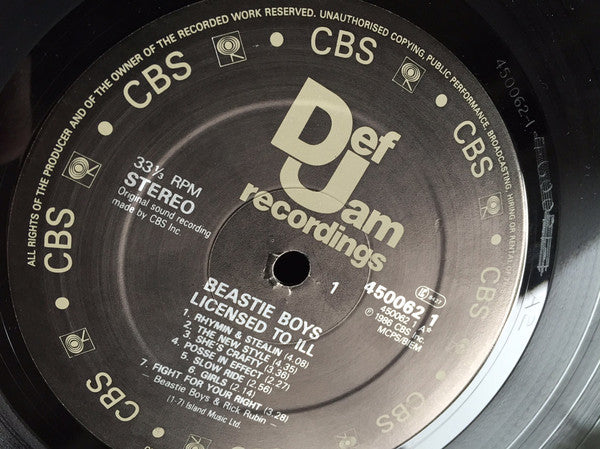 ALL RIGHTS OF THE PRODUCER AND OF THE OWNER OF THE RECORDED WORK RESERVED. UNAUTHORISED COPYING, PUBLIC PERFORMANCE, BROADCASTING, HIRING OR RENTAL
CBS
CBS
CBS
CBS
CBS
CBS
CBS
Def
Jam
recordings
33⅓ RPM
STEREO
Original sound recording
made by CBS Inc.
1
450062 1
450062 1 A*
℗ 1986 CBS Inc.
MCPS/BIEM
BEASTIE BOYS
LICENSED TO ILL
1. RHYMIN & STEALIN (4.08)
2. THE NEW STYLE (4.35)
3. SHE'S CRAFTY (3.36)
4. POSSE IN EFFECT (2.27)
5. SLOW RIDE (2.56)
6. GIRLS (2.14)
7. FIGHT FOR YOUR RIGHT (3.28)
– Beastie Boys & Rick Rubin –
(1-7) Island Music Ltd.
450062-1